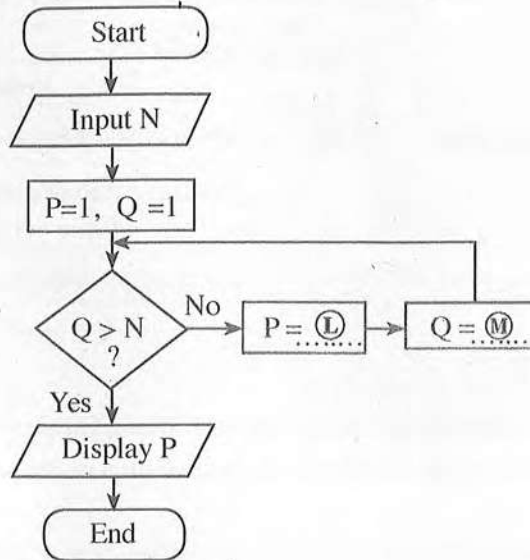 Start
Input N
P=1, Q =1
Q > N
?
No
P = Ⓛ
Q = Ⓜ
Yes
Display P
End